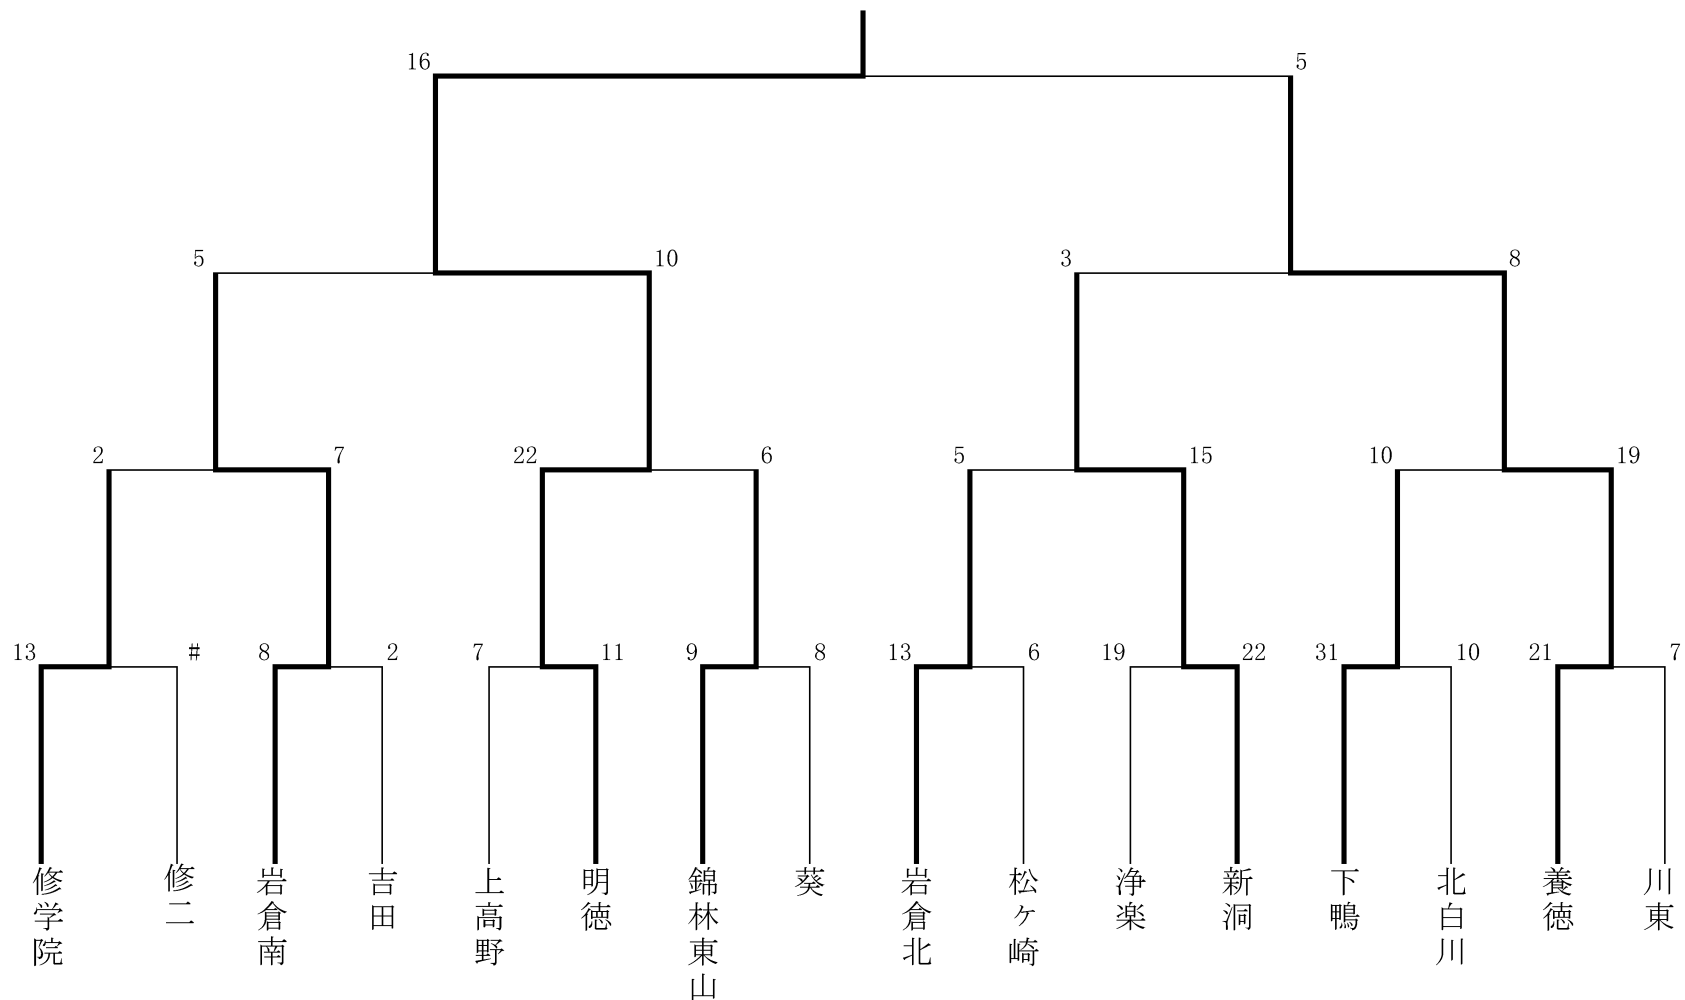 16
5
5
10
3
8
2
7
22
6
5
15
10
19
13
#
8
2
7
11
9
8
13
6
19
22
31
10
21
7
修学院
修二
岩倉南
吉田
上高野
明徳
錦林東山
葵
岩倉北
松ヶ崎
浄楽
新洞
下鴨
北白川
養徳
川東